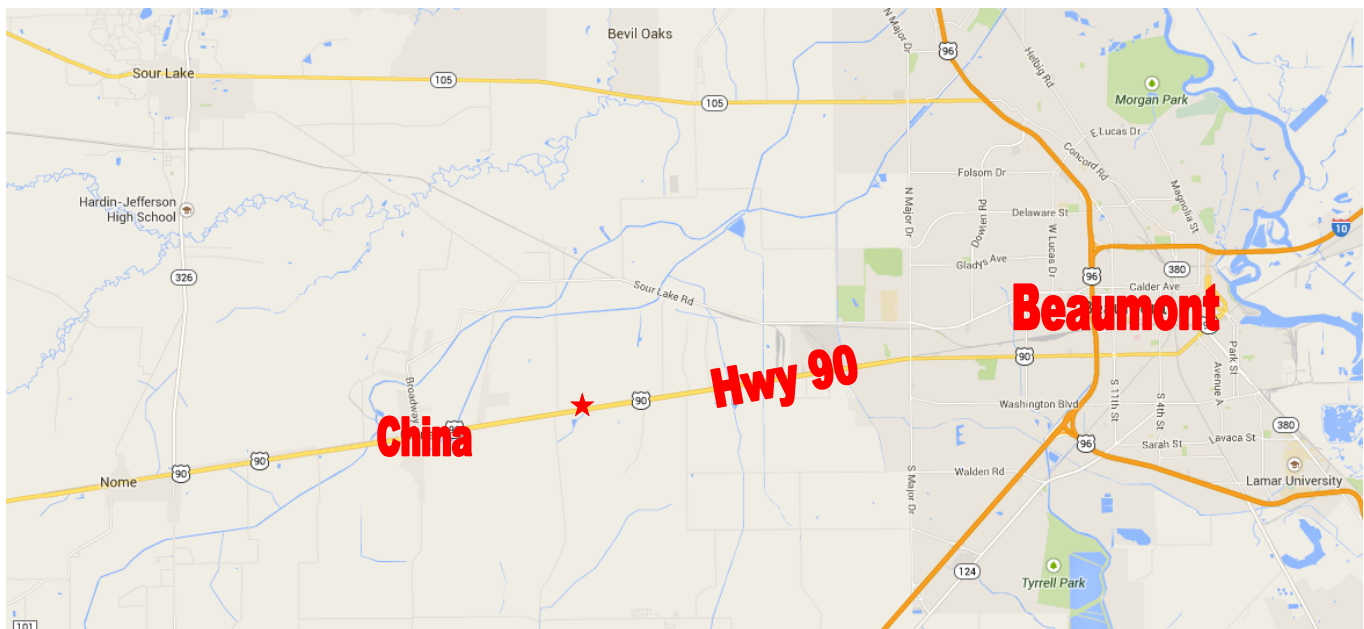 N Major Dr
Bevil Oaks
96
Helbig Rd
Sour Lake
105
105
Morgan Park
E Lucas Dr
Concord Rd
Folsom Dr
Magnolia St
Hardin-Jefferson
High School
N Major Dr
Dowlen Rd
Delaware St
W Lucas Dr
10
Gladys Ave
326
96
380
Calder Ave
Sour Lake Rd
Beaumont
Park St
90
Hwy 90
Broadway
90
Avenue A
Washington Blvd
S 11th St
S 4th St
380
China
96
Sarah St
Lavaca St
90
90
Nome
S Major Dr
Walden Rd
Lamar University
124
Tyrrell Park
101